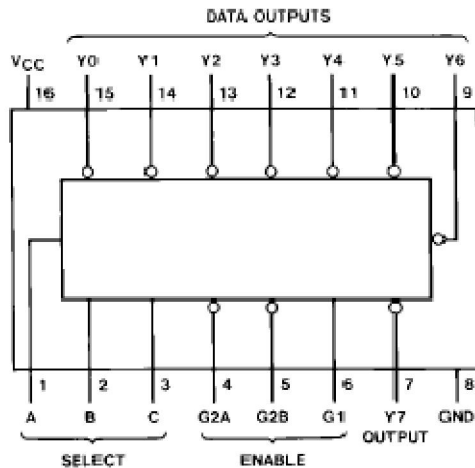 DATA OUTPUTS
VCC Y0 Y1 Y2 Y3 Y4 Y5 Y6
16 15 14 13 12 11 10 9
1 2 3 4 5 6 7 8
A B C G2A G2B G1 Y7 GND
OUTPUT
SELECT ENABLE